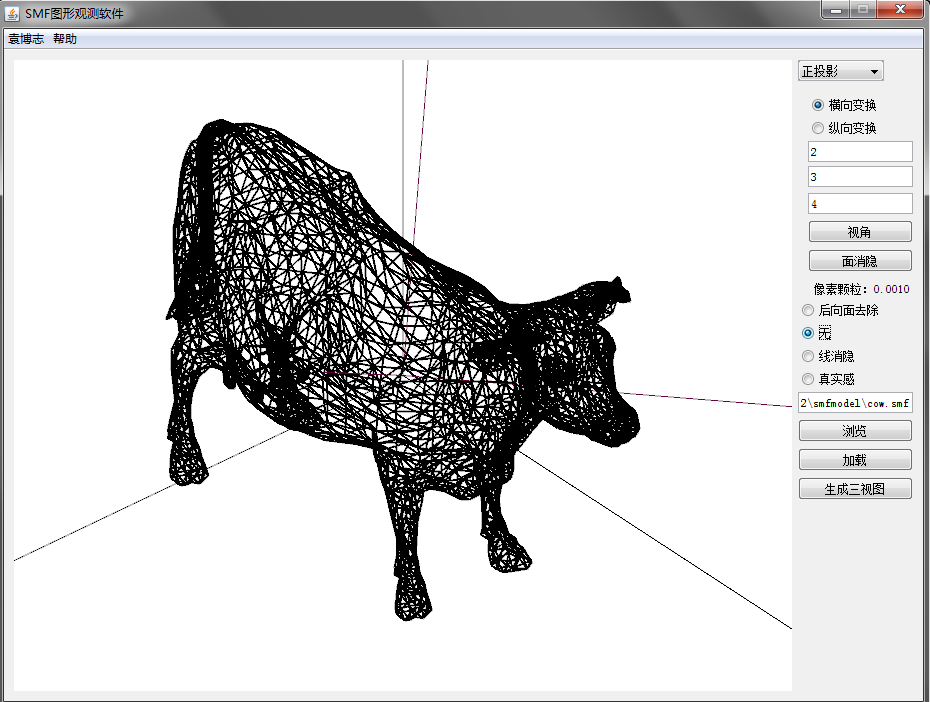 SMF图形观测软件
袁博志 帮助
正投影
横向变换
纵向变换
2
3
4
视角
面消隐
像素颗粒: 0.0010
后向面去除
无
线消隐
真实感
2\smfmodel\cow.smf
浏览
加载
生成三视图